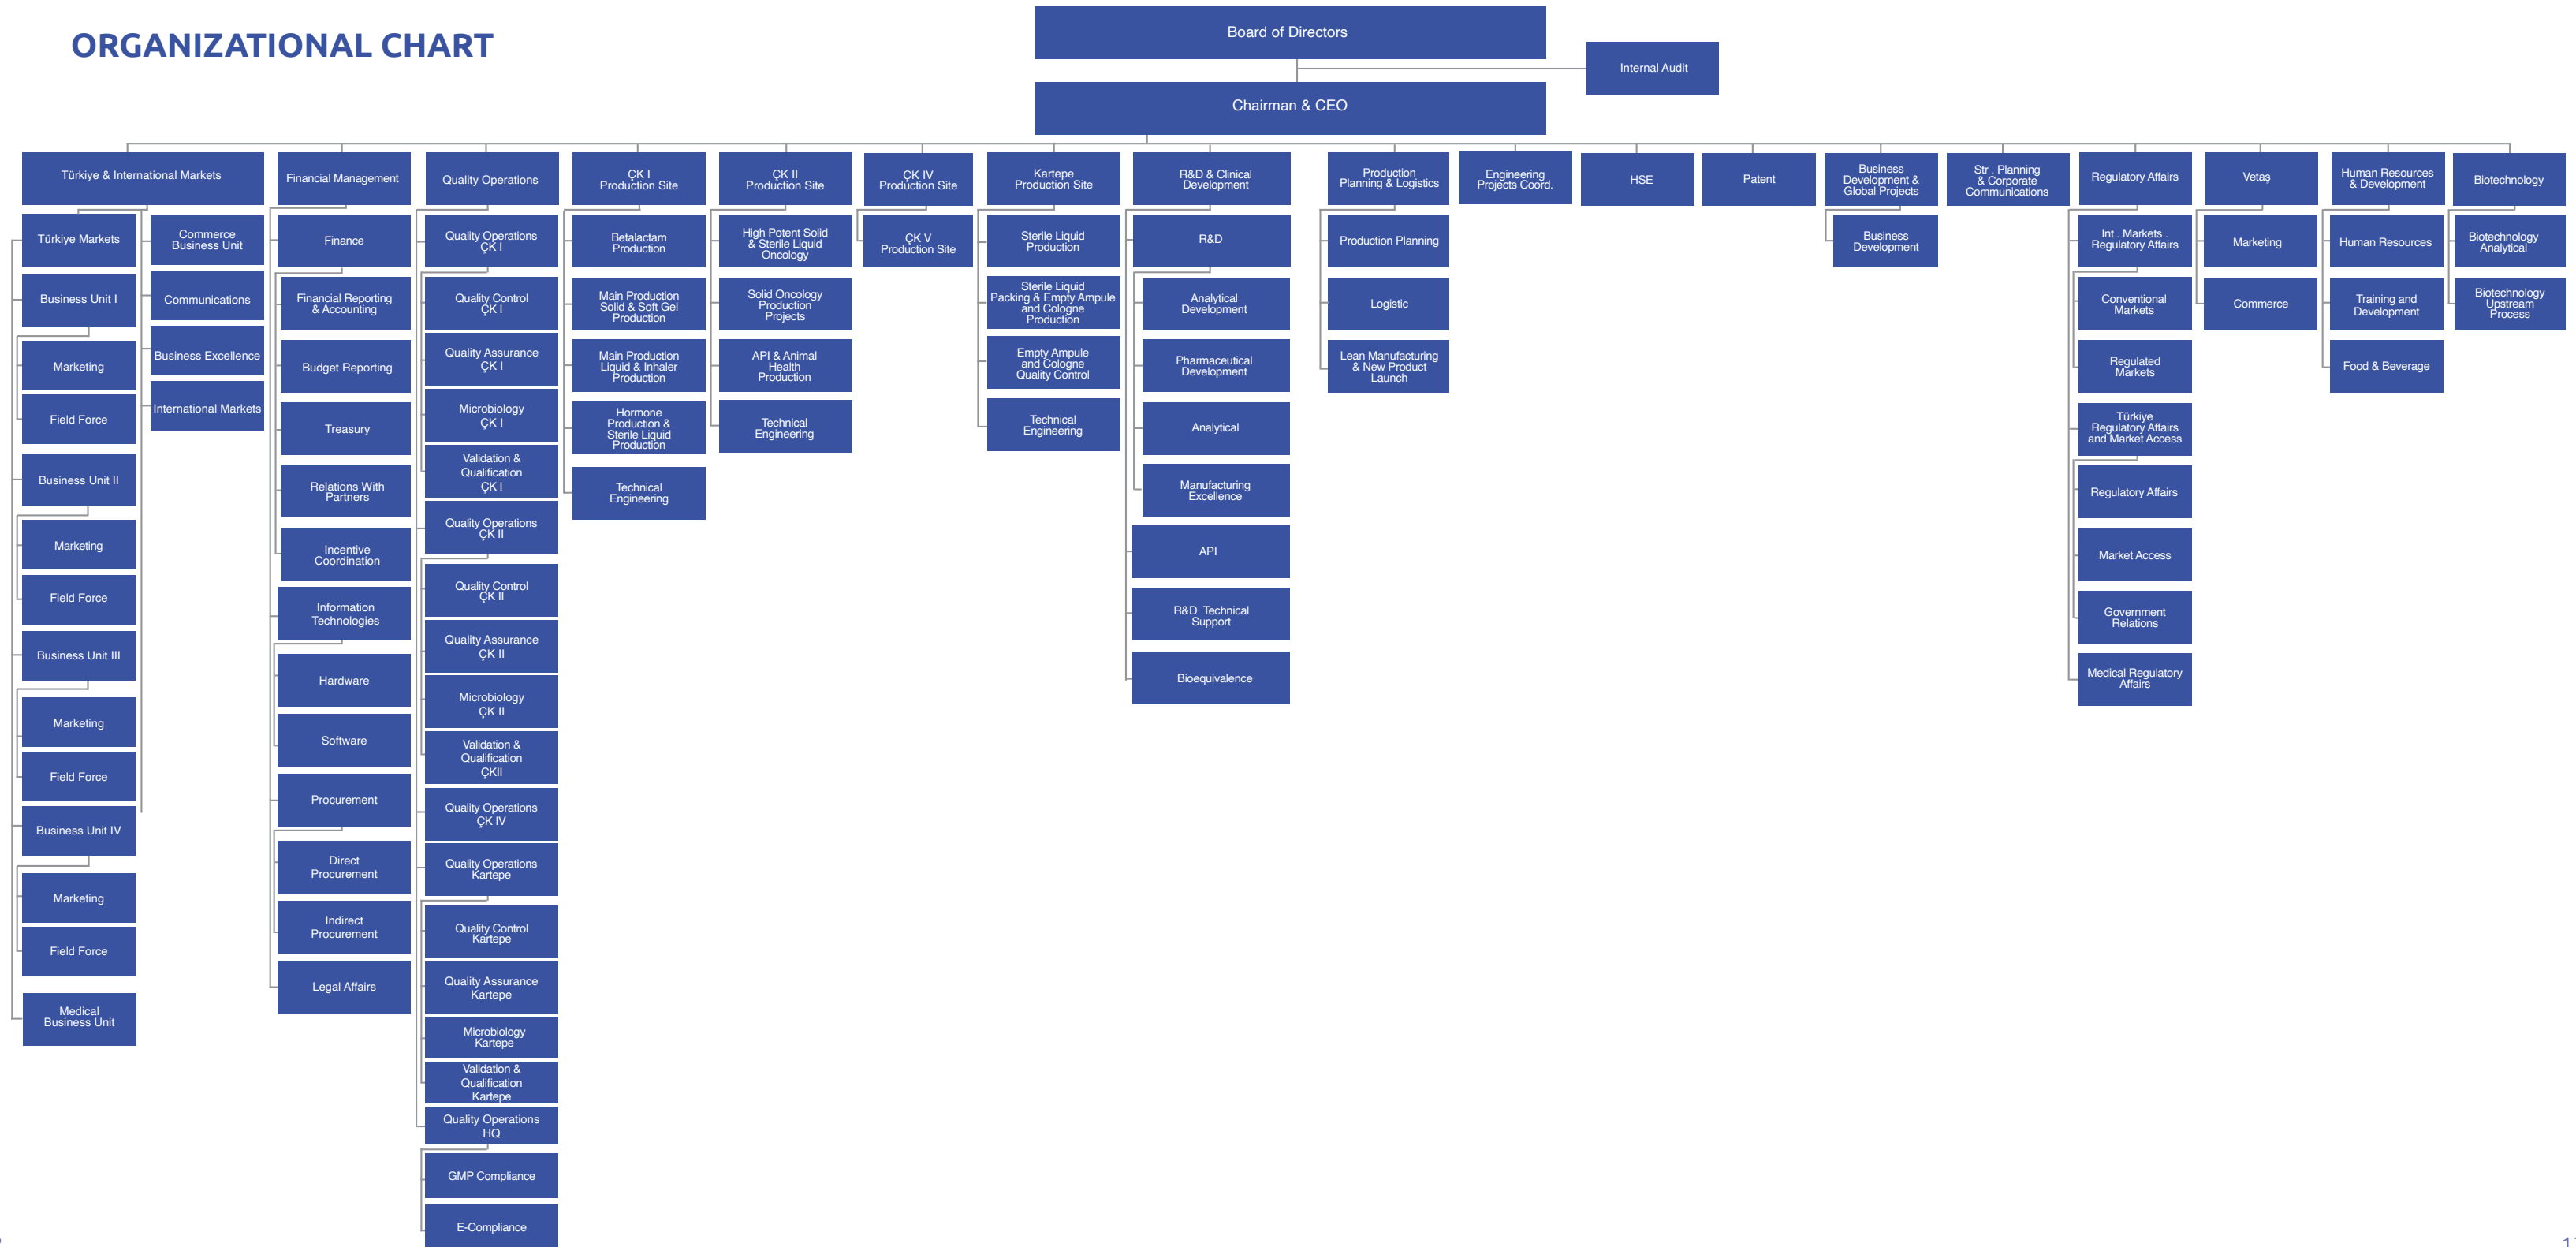 ORGANIZATIONAL CHART
Board of Directors
Internal Audit
Chairman & CEO
Türkiye & International Markets
Türkiye Markets
Business Unit I
Marketing
Field Force
Business Unit II
Marketing
Field Force
Business Unit III
Marketing
Field Force
Business Unit IV
Marketing
Field Force
Medical
Business Unit
Commerce
Business Unit
Communications
Business Excellence
International Markets
Financial Management
Finance
Financial Reporting
& Accounting
Budget Reporting
Treasury
Relations With
Partners
Incentive
Coordination
Information
Technologies
Hardware
Software
Procurement
Direct
Procurement
Indirect
Procurement
Legal Affairs
Quality Operations
Quality Operations
ÇK I
Quality Control
ÇK I
Quality Assurance
ÇK I
Microbiology
ÇK I
Validation &
Qualification
ÇK I
Quality Operations
ÇK II
Quality Control
ÇK II
Quality Assurance
ÇK II
Microbiology
ÇK II
Validation &
Qualification
ÇKII
Quality Operations
ÇK IV
Quality Operations
Kartepe
Quality Control
Kartepe
Quality Assurance
Kartepe
Microbiology
Kartepe
Validation &
Qualification
Kartepe
Quality Operations
HQ
GMP Compliance
E-Compliance
ÇK I
Production Site
Betalactam
Production
Main Production
Solid & Soft Gel
Production
Main Production
Liquid & Inhaler
Production
Hormone
Production &
Sterile Liquid
Production
Technical
Engineering
ÇK II
Production Site
High Potent Solid
& Sterile Liquid
Oncology
Solid Oncology
Production
Projects
API & Animal
Health
Production
Technical
Engineering
ÇK IV
Production Site
ÇK V
Production Site
Kartepe
Production Site
Sterile Liquid
Production
Sterile Liquid
Packing & Empty Ampule
and Cologne
Production
Empty Ampule
and Cologne
Quality Control
Technical
Engineering
R&D & Clinical
Development
R&D
Analytical
Development
Pharmaceutical
Development
Analytical
Manufacturing
Excellence
API
R&D Technical
Support
Bioequivalence
Production
Planning & Logistics
Production Planning
Logistic
Lean Manufacturing
& New Product
Launch
Engineering
Projects Coord.
HSE
Patent
Business
Development &
Global Projects
Business
Development
Str . Planning
& Corporate
Communications
Regulatory Affairs
Int . Markets .
Regulatory Affairs
Conventional
Markets
Regulated
Markets
Türkiye
Regulatory Affairs
and Market Access
Regulatory Affairs
Market Access
Government
Relations
Medical Regulatory
Affairs
Vetaş
Marketing
Commerce
Human Resources
& Development
Human Resources
Training and
Development
Food & Beverage
Biotechnology
Biotechnology
Analytical
Biotechnology
Upstream
Process